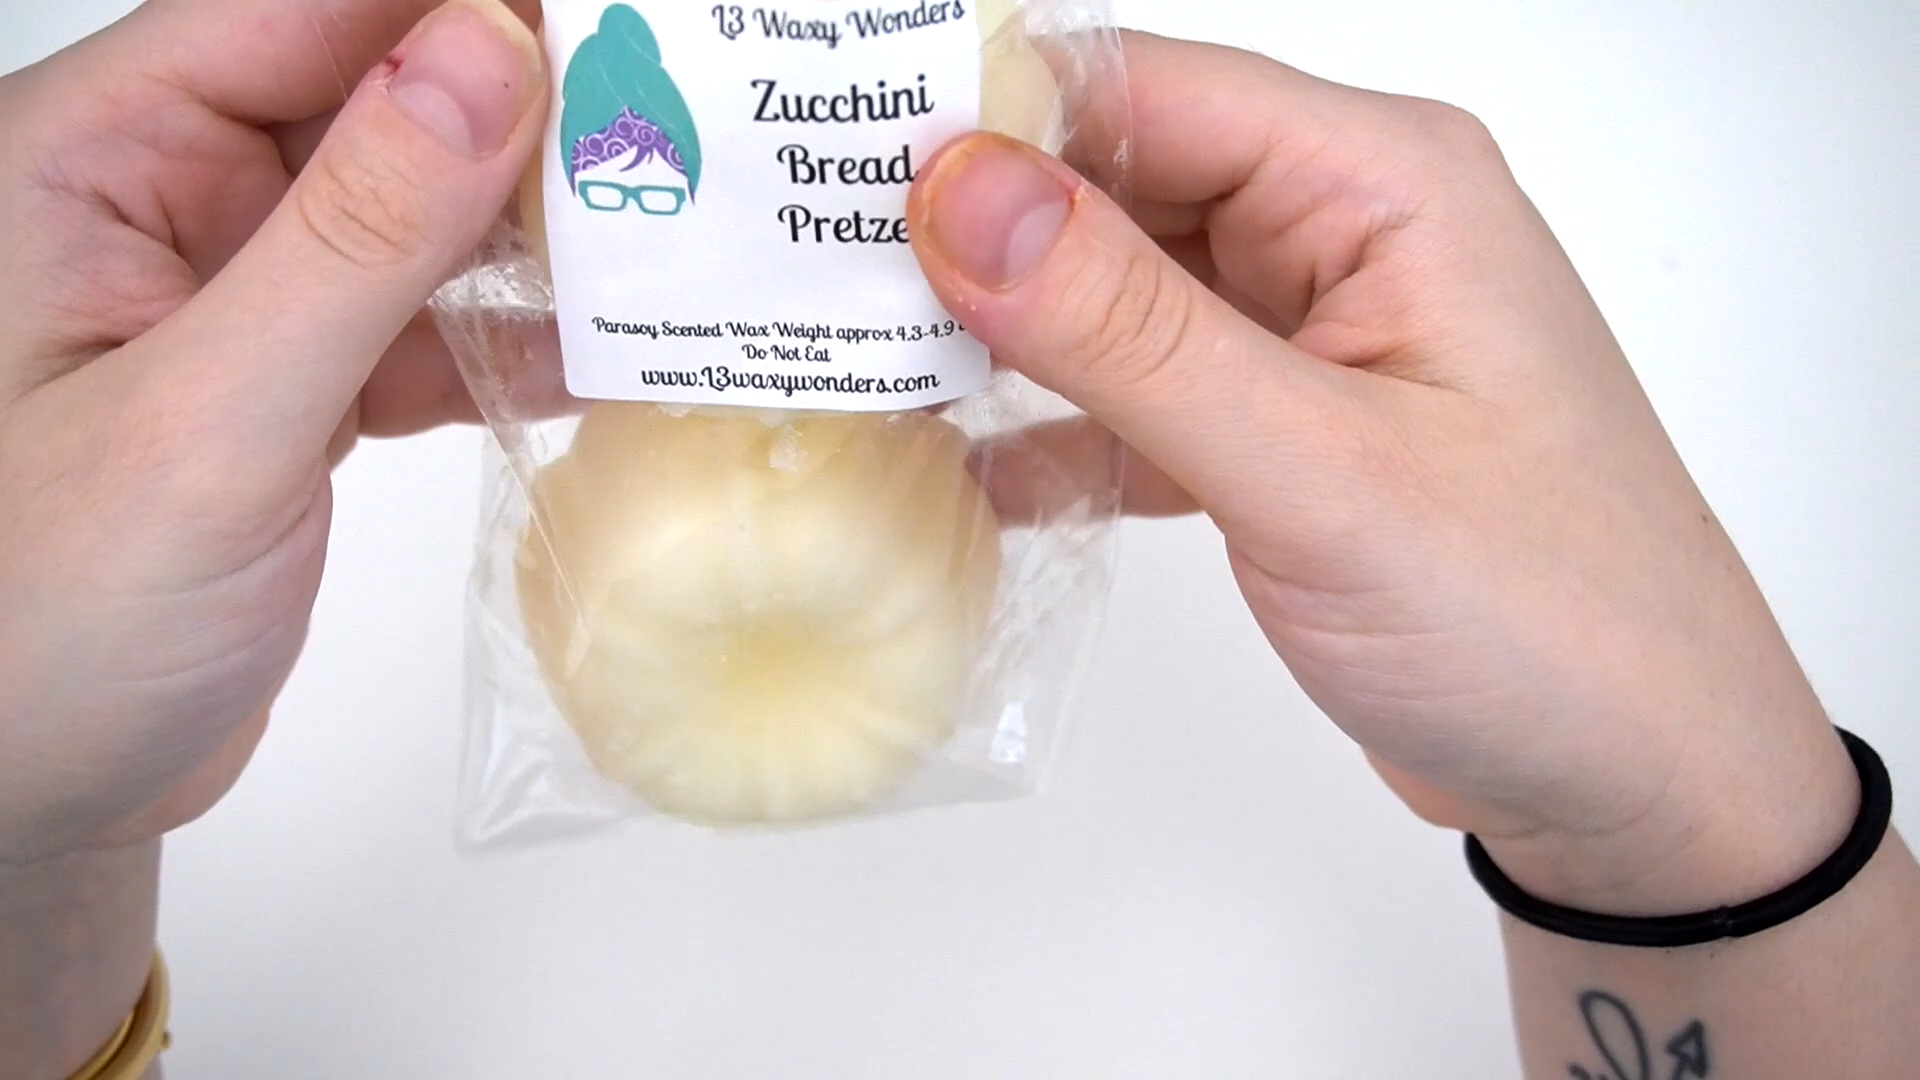 L3 Waxy Wonders
Zucchini
Bread
Pretze
Parasoy Scented Wax Weight approx 4.3-4.9
Do Not Eat
www.L3waxywonders.com